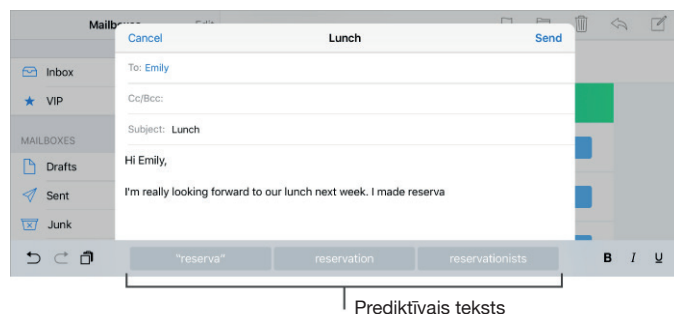 Mailboxes Edit
Cancel Lunch Send
To: Emily
Inbox
Cc/Bcc:
VIP
Subject: Lunch
MAILBOXES
Hi Emily,
Drafts
I'm really looking forward to our lunch next week. I made reserva
Sent
Junk
"reserva" reservation reservationists B I U
Prediktīvais teksts